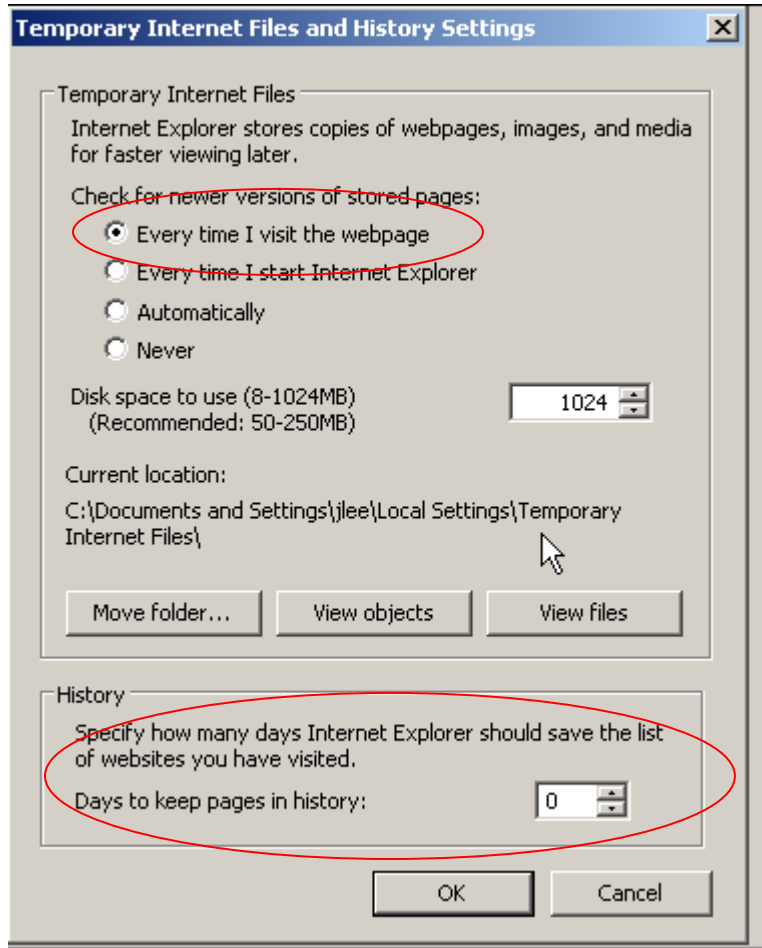 Temporary Internet Files and History Settings
Temporary Internet Files
Internet Explorer stores copies of webpages, images, and media
for faster viewing later.
Check for newer versions of stored pages:
Every time I visit the webpage
Every time I start Internet Explorer
Automatically
Never
Disk space to use (8-1024MB)
(Recommended: 50-250MB)
1024
Current location:
C:\Documents and Settings\jlee\Local Settings\Temporary
Internet Files\
Move folder... View objects View files
History
Specify how many days Internet Explorer should save the list
of websites you have visited.
Days to keep pages in history: 0
OK Cancel